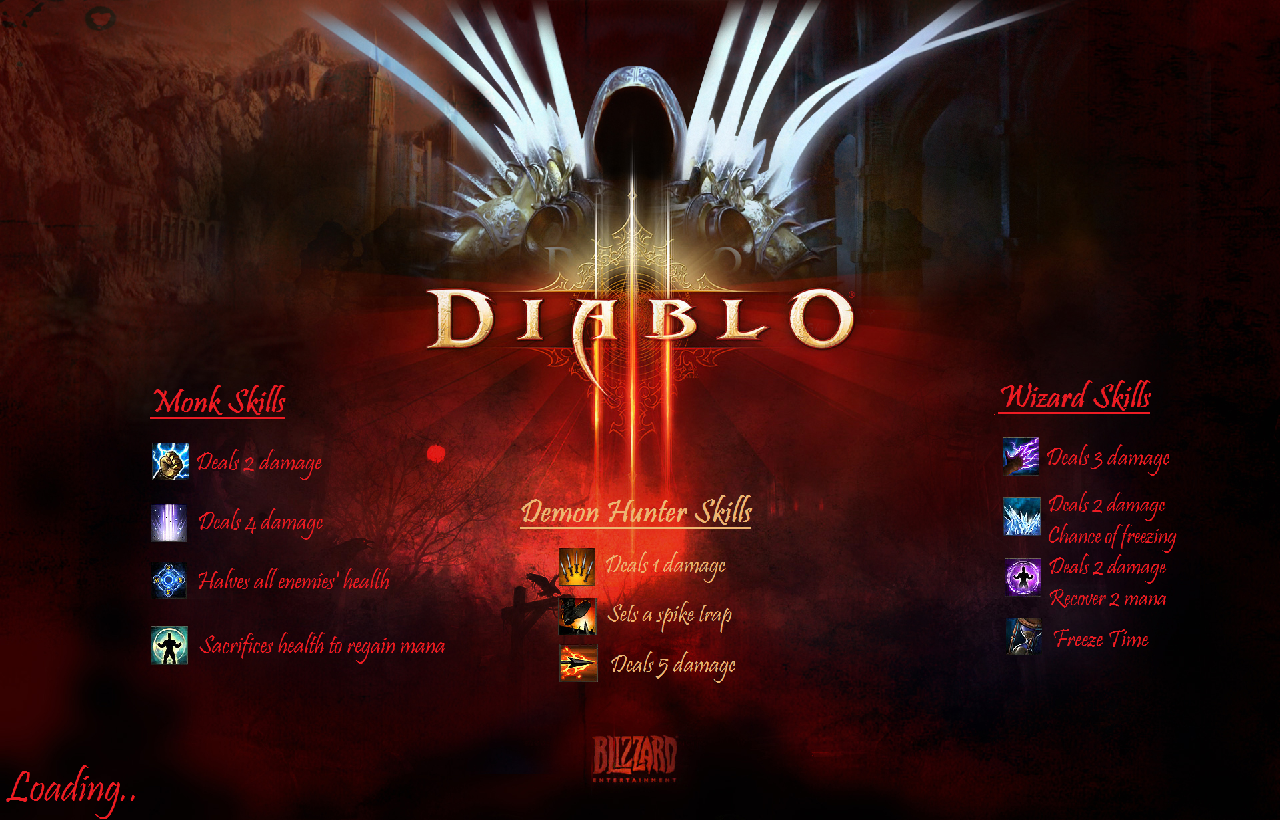 DIABLO
Monk Skills
Deals 2 damage
Deals 4 damage
Halves all enemies' health
Sacrifices health to regain mana
Demon Hunter Skills
Deals 1 damage
Sets a spike trap
Deals 5 damage
Wizard Skills
Deals 3 damage
Deals 2 damage
Chance of freezing
Deals 2 damage
Recover 2 mana
Freeze Time
BLIZZARD
ENTERTAINMENT
Loading..